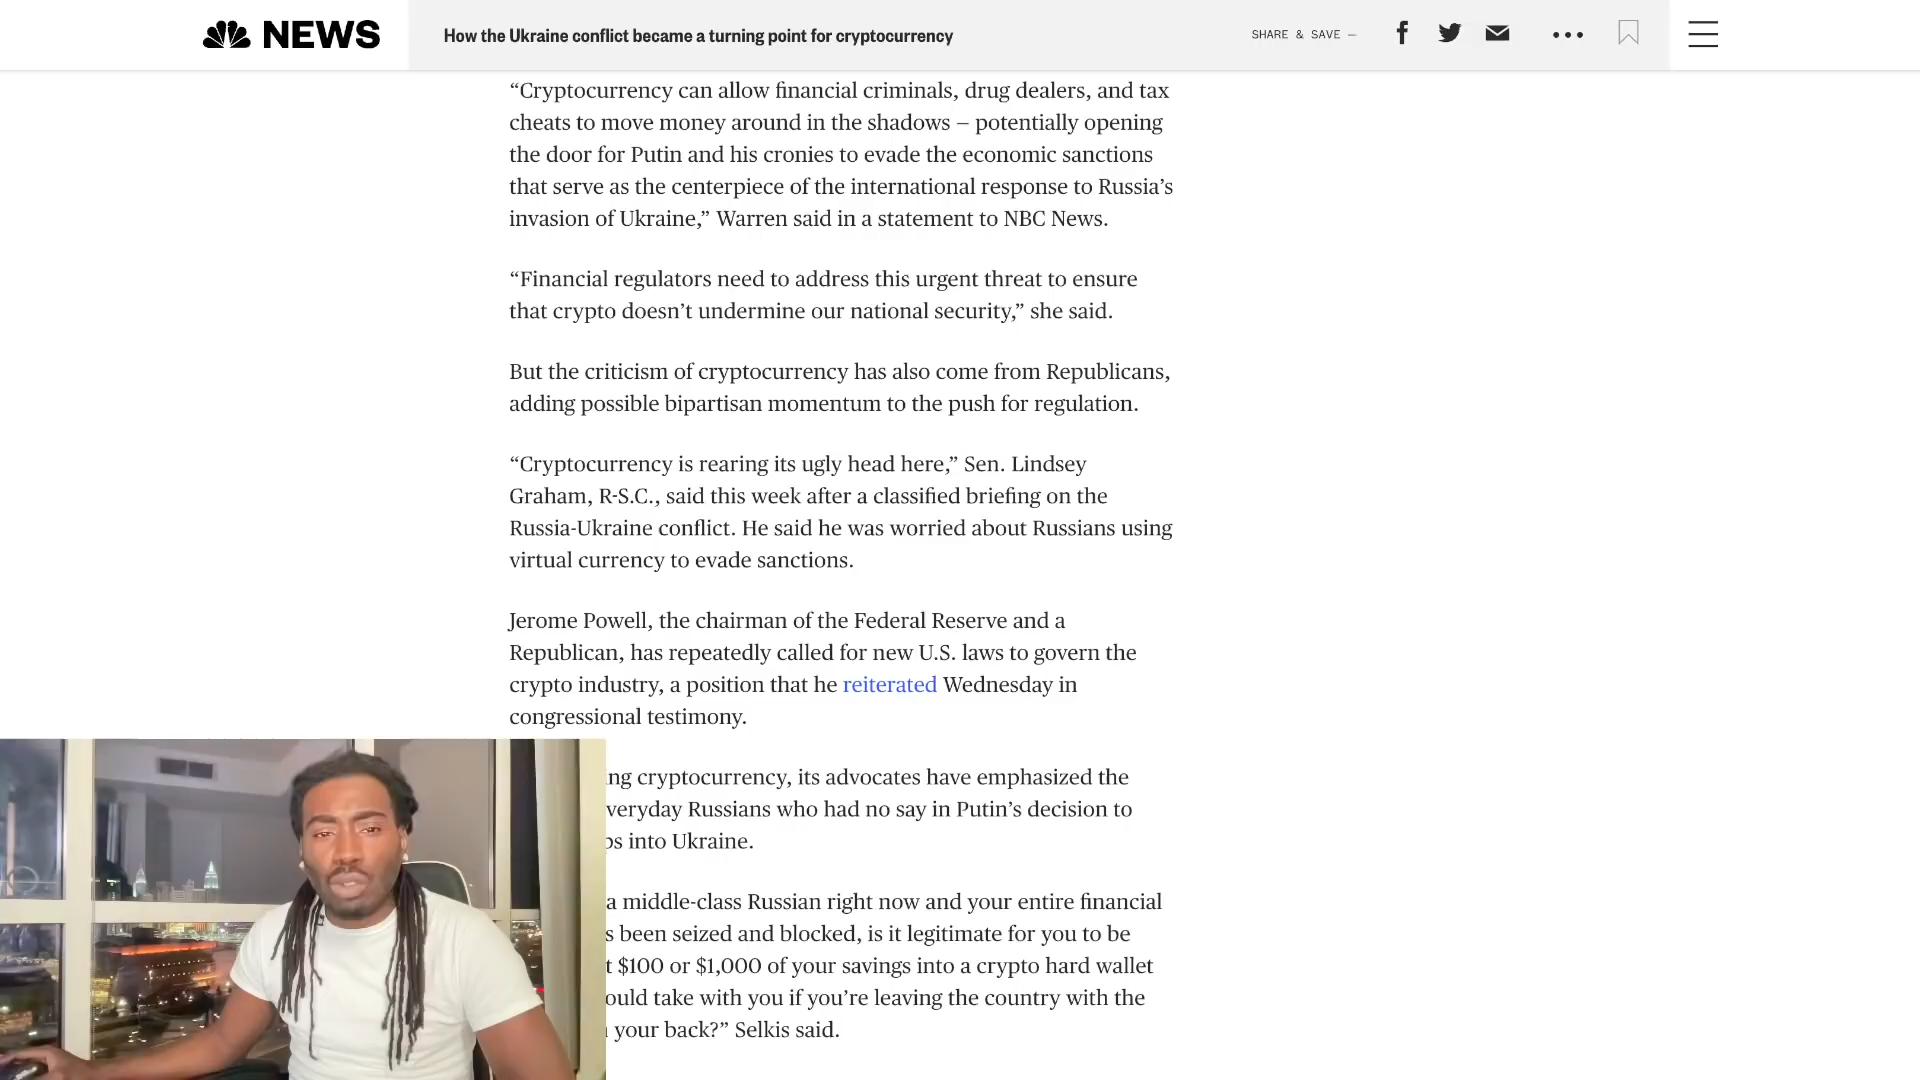 NEWS
How the Ukraine conflict became a turning point for cryptocurrency
SHARE & SAVE —
“Cryptocurrency can allow financial criminals, drug dealers, and tax
cheats to move money around in the shadows — potentially opening
the door for Putin and his cronies to evade the economic sanctions
that serve as the centerpiece of the international response to Russia’s
invasion of Ukraine,” Warren said in a statement to NBC News.
“Financial regulators need to address this urgent threat to ensure
that crypto doesn’t undermine our national security,” she said.
But the criticism of cryptocurrency has also come from Republicans,
adding possible bipartisan momentum to the push for regulation.
“Cryptocurrency is rearing its ugly head here,” Sen. Lindsey
Graham, R-S.C., said this week after a classified briefing on the
Russia-Ukraine conflict. He said he was worried about Russians using
virtual currency to evade sanctions.
Jerome Powell, the chairman of the Federal Reserve and a
Republican, has repeatedly called for new U.S. laws to govern the
crypto industry, a position that he reiterated Wednesday in
congressional testimony.
cryptocurrency, its advocates have emphasized the
Russians who had no say in Putin’s decision to
into Ukraine.
a middle-class Russian right now and your entire financial
been seized and blocked, is it legitimate for you to be
$100 or $1,000 of your savings into a crypto hard wallet
take with you if you’re leaving the country with the
your back?” Selkis said.